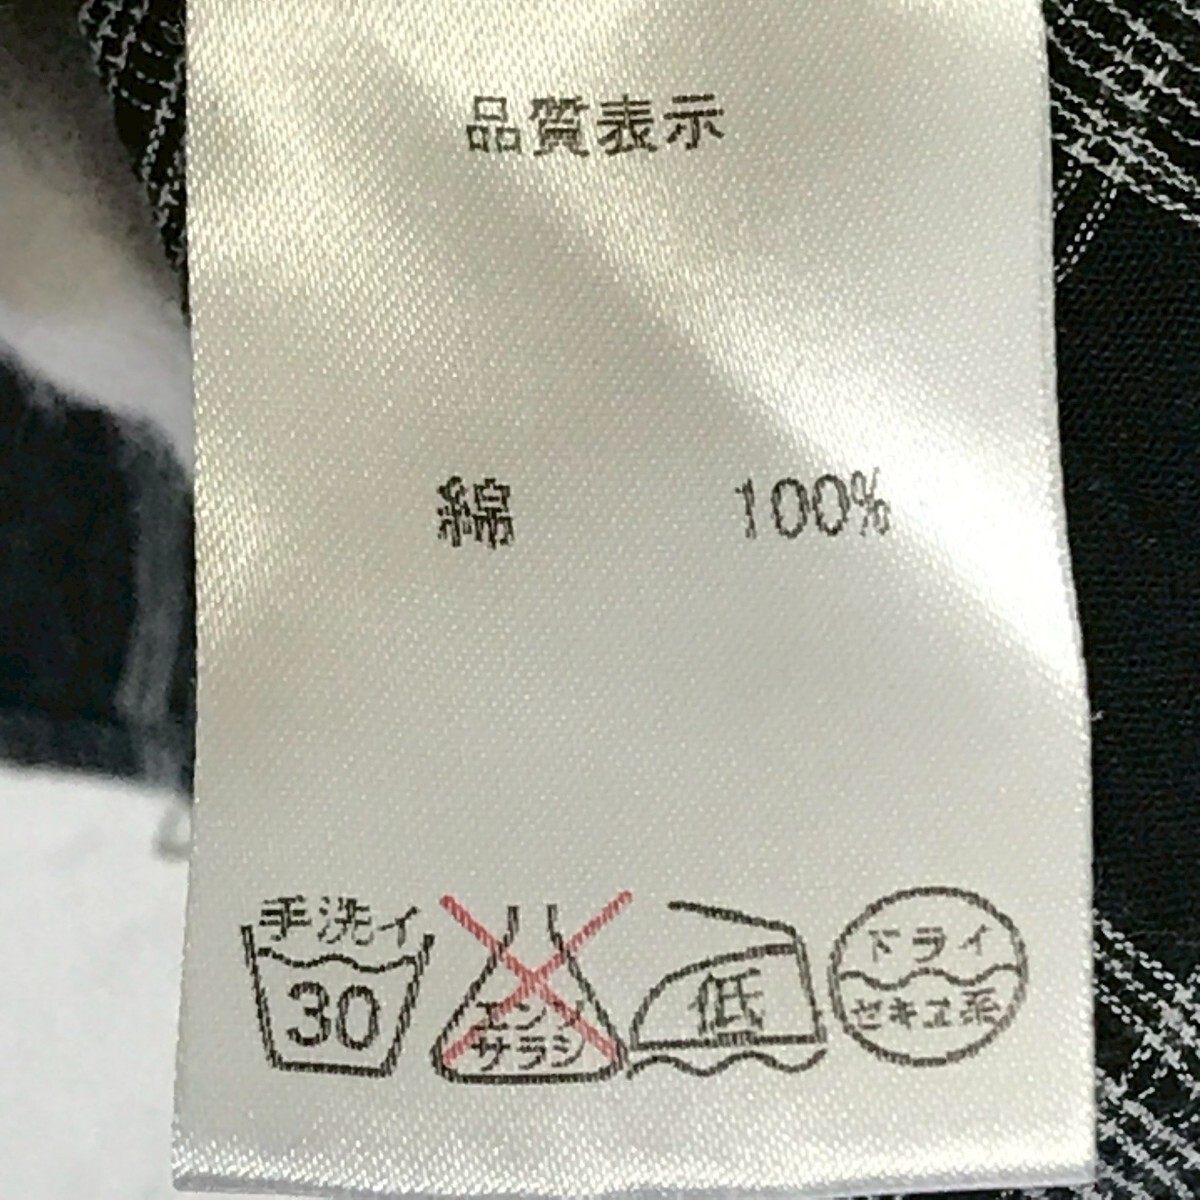 品質表示
綿 100%
手洗イ
30
エンソ
サラシ
低
ドライ
セキユ系